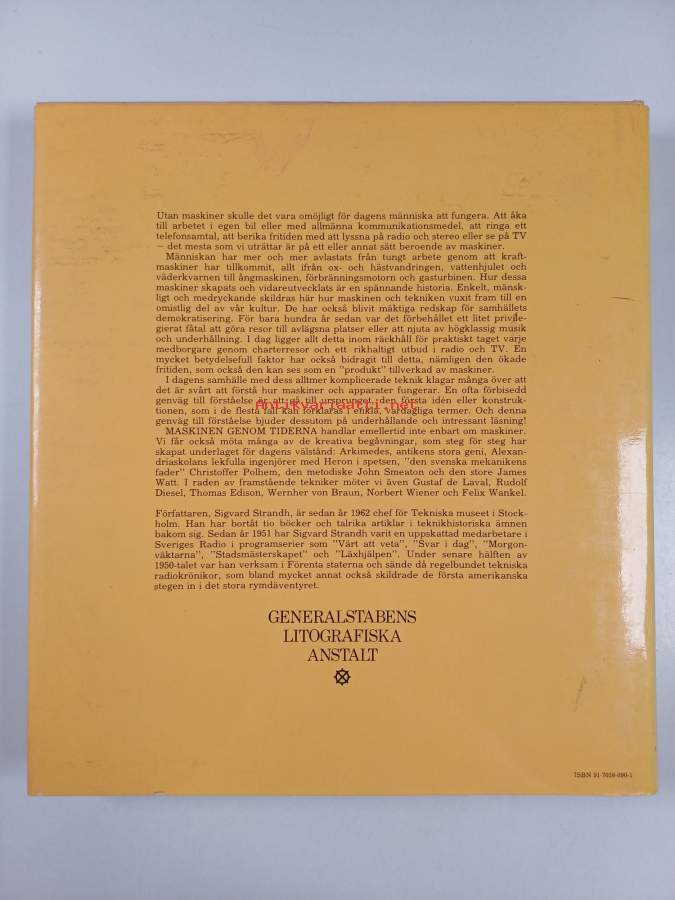 Utan maskiner skulle det vara omöjligt för dagens människa att fungera. Att åka
till arbetet i egen bil eller med allmänna kommunikationsmedel, att ringa ett
telefonsamtal, att berika fritiden med att lyssna på radio och stereo eller se på TV
— det mesta som vi uträttar är på ett eller annat sätt beroende av maskiner.
Människan har mer och mer avlastats från tungt arbete genom att kraft-
maskiner har tillkommit, allt ifrån ox- och hästvandringen, vattenhjulet och
väderkvarnen till ångmaskinen, förbränningsmotorn och gasturbinen. Hur dessa
maskiner skapats och vidareutvecklats är en spännande historia. Enkelt, mänsk-
ligt och medryckande skildras här hur maskinen och tekniken vuxit fram till en
omistlig del av vår kultur. De har också blivit mäktiga redskap för samhällets
demokratisering. För bara hundra år sedan var det förbehållet ett litet privile-
gierat fåtal att göra resor till avlägsna platser eller att njuta av högklassig musik
och underhållning. I dag ligger allt detta inom räckhåll för praktiskt taget varje
medborgare genom charterresor och ett rikhaltigt utbud i radio och TV. En
mycket betydelsefull faktor har också bidragit till detta, nämligen den ökade
fritiden, som också den kan ses som en "produkt" tillverkad av maskiner.
I dagens samhälle med dess alltmer komplicerade teknik klagar många över att
det är svårt att förstå hur maskiner och apparater fungerar. En ofta förbisedd
genväg till förståelse är att gå till ursprunget, den första idén eller konstruk-
Antikvariaatti.net
tionen, som i de flesta fall kan förklaras i enkla, vardagliga termer. Och denna
genväg till förståelse bjuder dessutom på underhållande och intressant läsning!
MASKINEN GENOM TIDERNA handlar emellertid inte enbart om maskiner.
Vi får också möta många av de kreativa begåvningar, som steg för steg har
skapat underlaget för dagens välstånd: Arkimedes, antikens stora geni, Alexan-
driaskolans lekfulla ingenjörer med Heron i spetsen, "den svenska mekanikens
fader" Christoffer Polhem, den metodiske John Smeaton och den store James
Watt. I raden av framstående tekniker möter vi även Gustaf de Laval, Rudolf
Diesel, Thomas Edison, Wernher von Braun, Norbert Wiener och Felix Wankel.
Författaren, Sigvard Strandh, är sedan år 1962 chef för Tekniska museet i Stock-
holm. Han har bortåt tio böcker och talrika artiklar i teknikhistoriska ämnen
bakom sig. Sedan år 1951 har Sigvard Strandh varit en uppskattad medarbetare i
Sveriges Radio i programserier som "Värt att veta", "Svar i dag", "Morgon-
väktarna", "Stadsmästerskapet" och "Läxhjälpen". Under senare hälften av
1950-talet var han verksam i Förenta staterna och sände då regelbundet tekniska
radiokrönikor, som bland mycket annat också skildrade de första amerikanska
stegen in i det stora rymdäventyret.
GENERALSTABENS
LITOGRAFISKA
ANSTALT
ISBN 91-7058-090-1